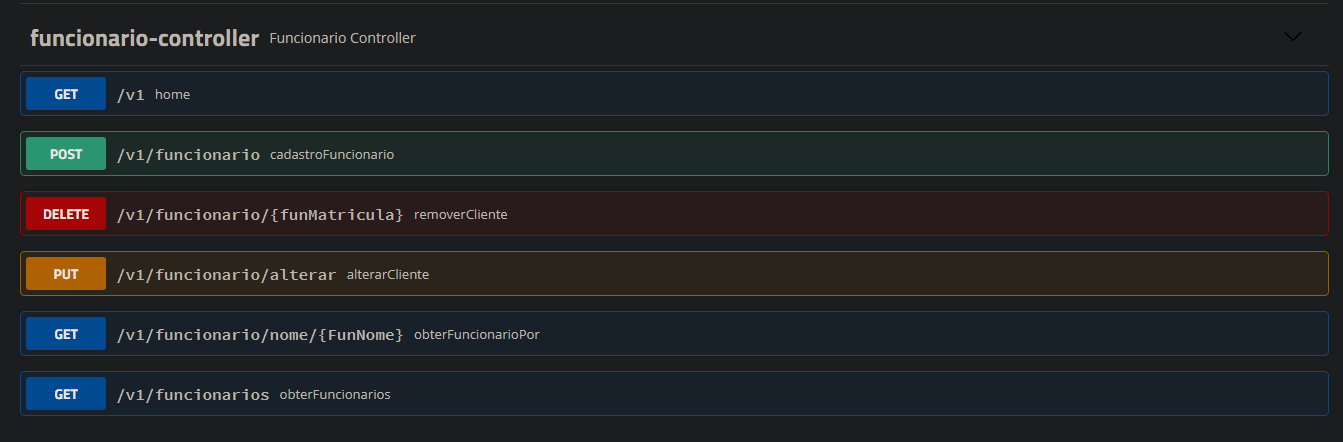 funcionario-controller Funcionario Controller
GET /v1 home
POST /v1/funcionario cadastroFuncionario
DELETE /v1/funcionario/{funMatricula} removerCliente
PUT /v1/funcionario/alterar alterarCliente
GET /v1/funcionario/nome/{FunNome} obterFuncionarioPor
GET /v1/funcionarios obterFuncionarios